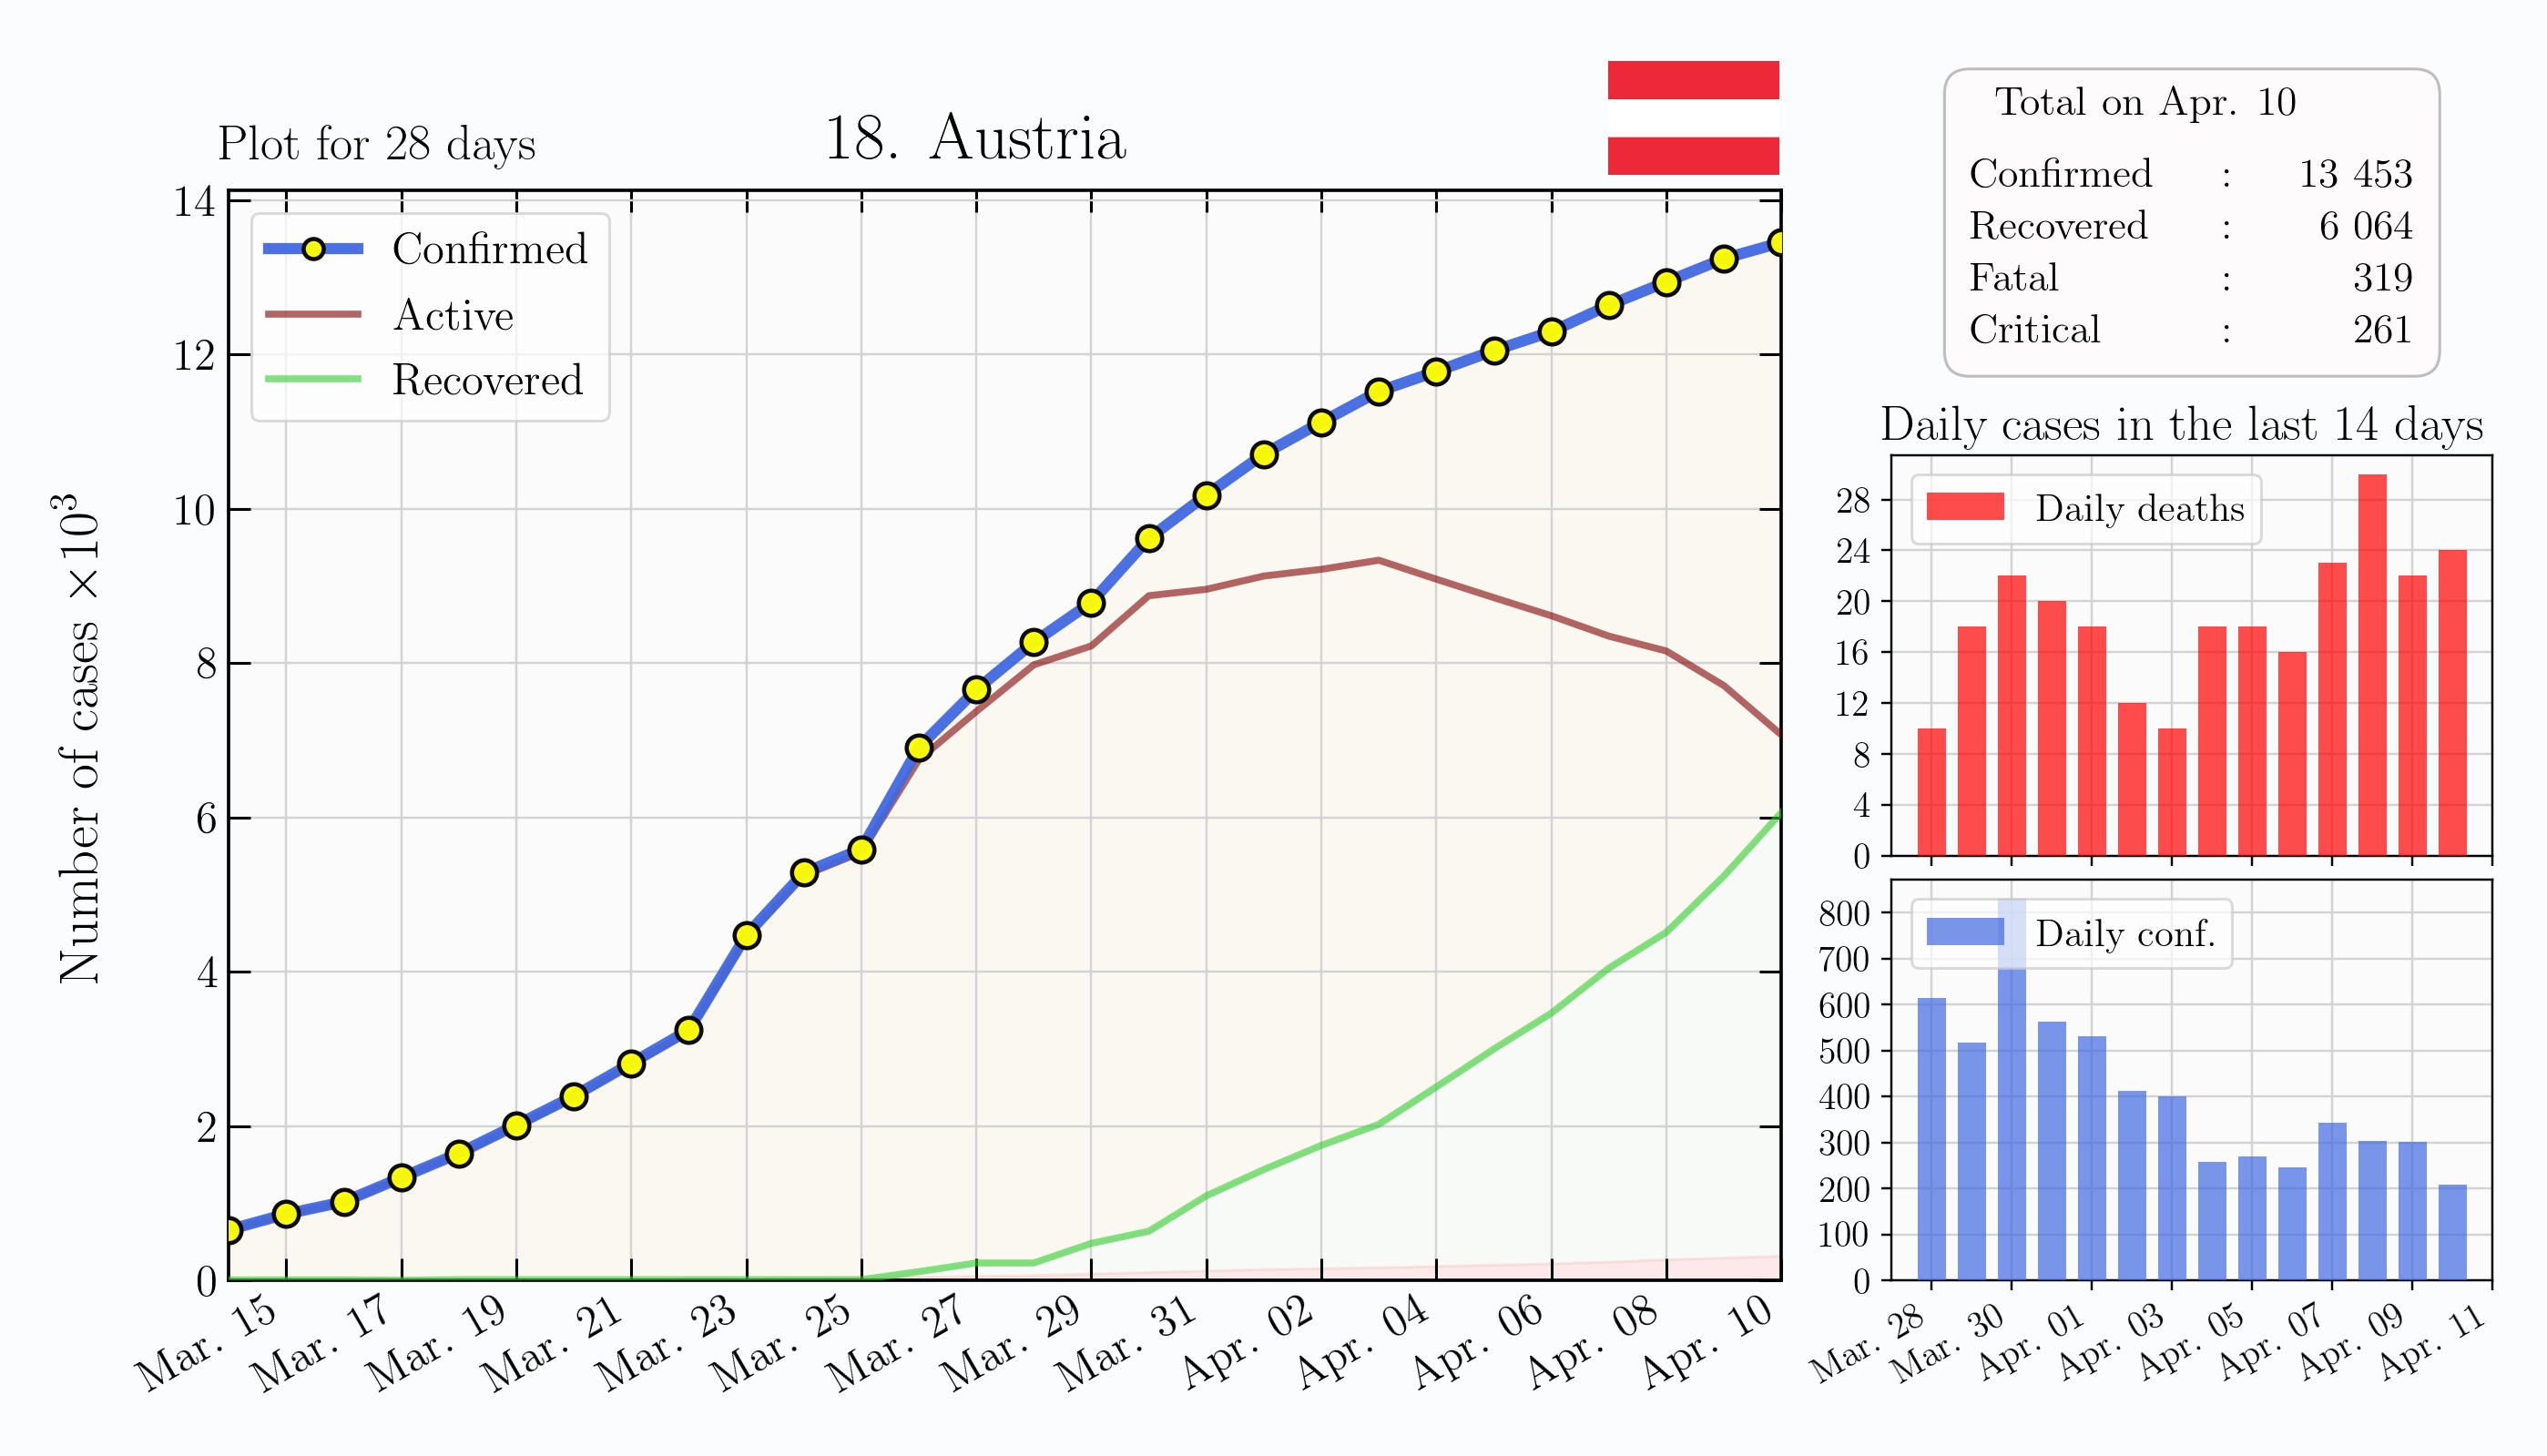 Plot for 28 days
18. Austria
Number of cases ×10³
14
12
10
8
6
4
2
0
Confirmed
Active
Recovered
Mar. 15
Mar. 17
Mar. 19
Mar. 21
Mar. 23
Mar. 25
Mar. 27
Mar. 29
Mar. 31
Apr. 02
Apr. 04
Apr. 06
Apr. 08
Apr. 10
Total on Apr. 10
Confirmed : 13 453
Recovered : 6 064
Fatal : 319
Critical : 261
Daily cases in the last 14 days
28
24
20
16
12
8
4
0
Daily deaths
800
700
600
500
400
300
200
100
0
Daily conf.
Mar. 28
Mar. 30
Apr. 01
Apr. 03
Apr. 05
Apr. 07
Apr. 09
Apr. 11